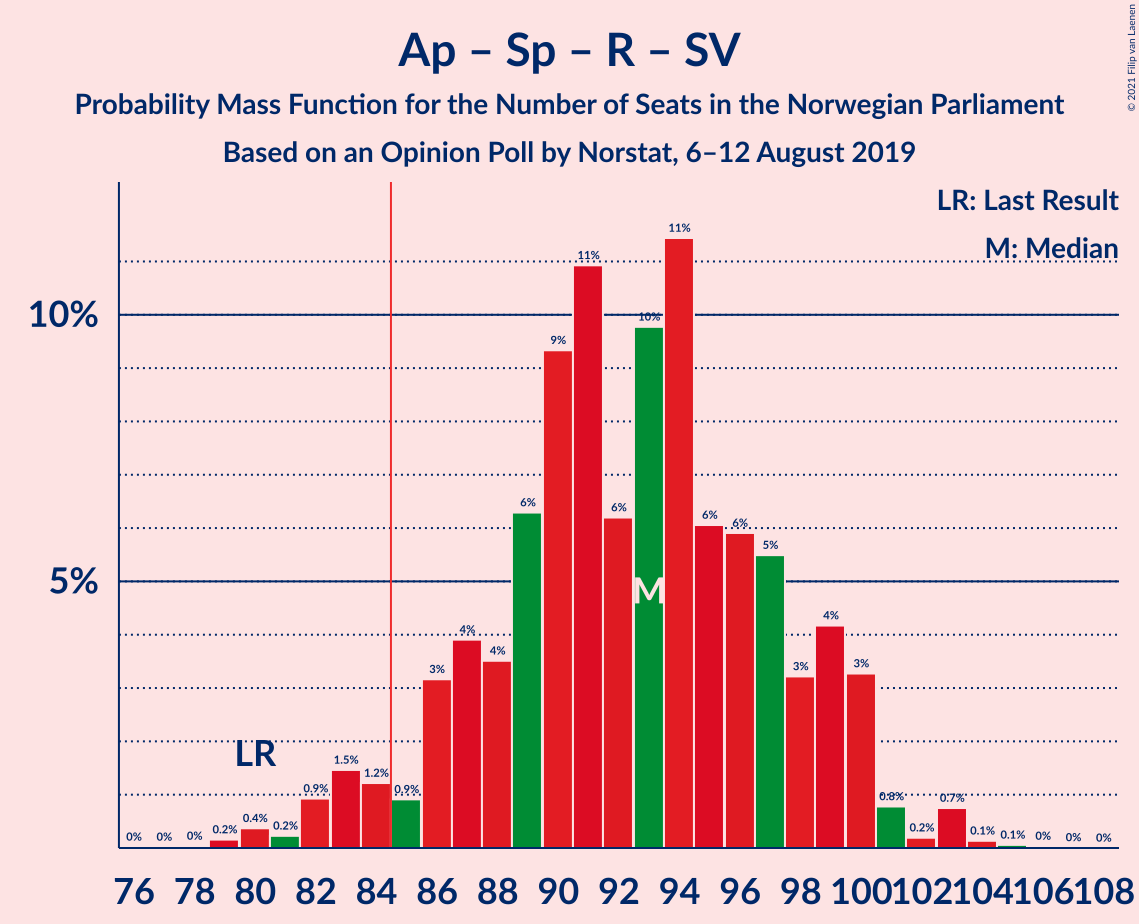 Ap – Sp – R – SV
Probability Mass Function for the Number of Seats in the Norwegian Parliament
Based on an Opinion Poll by Norstat, 6–12 August 2019
© 2021 Filip van Laenen
LR: Last Result
M: Median
10%
5%
LR
M
0% 0% 0% 0.2% 0.4% 0.2% 0.9% 1.5% 1.2% 0.9% 3% 4% 4% 6% 9% 11% 6% 10% 11% 6% 6% 5% 3% 4% 3% 0.8% 0.2% 0.7% 0.1% 0.1% 0% 0% 0%
76 78 80 82 84 86 88 90 92 94 96 98 100 102 104 106 108